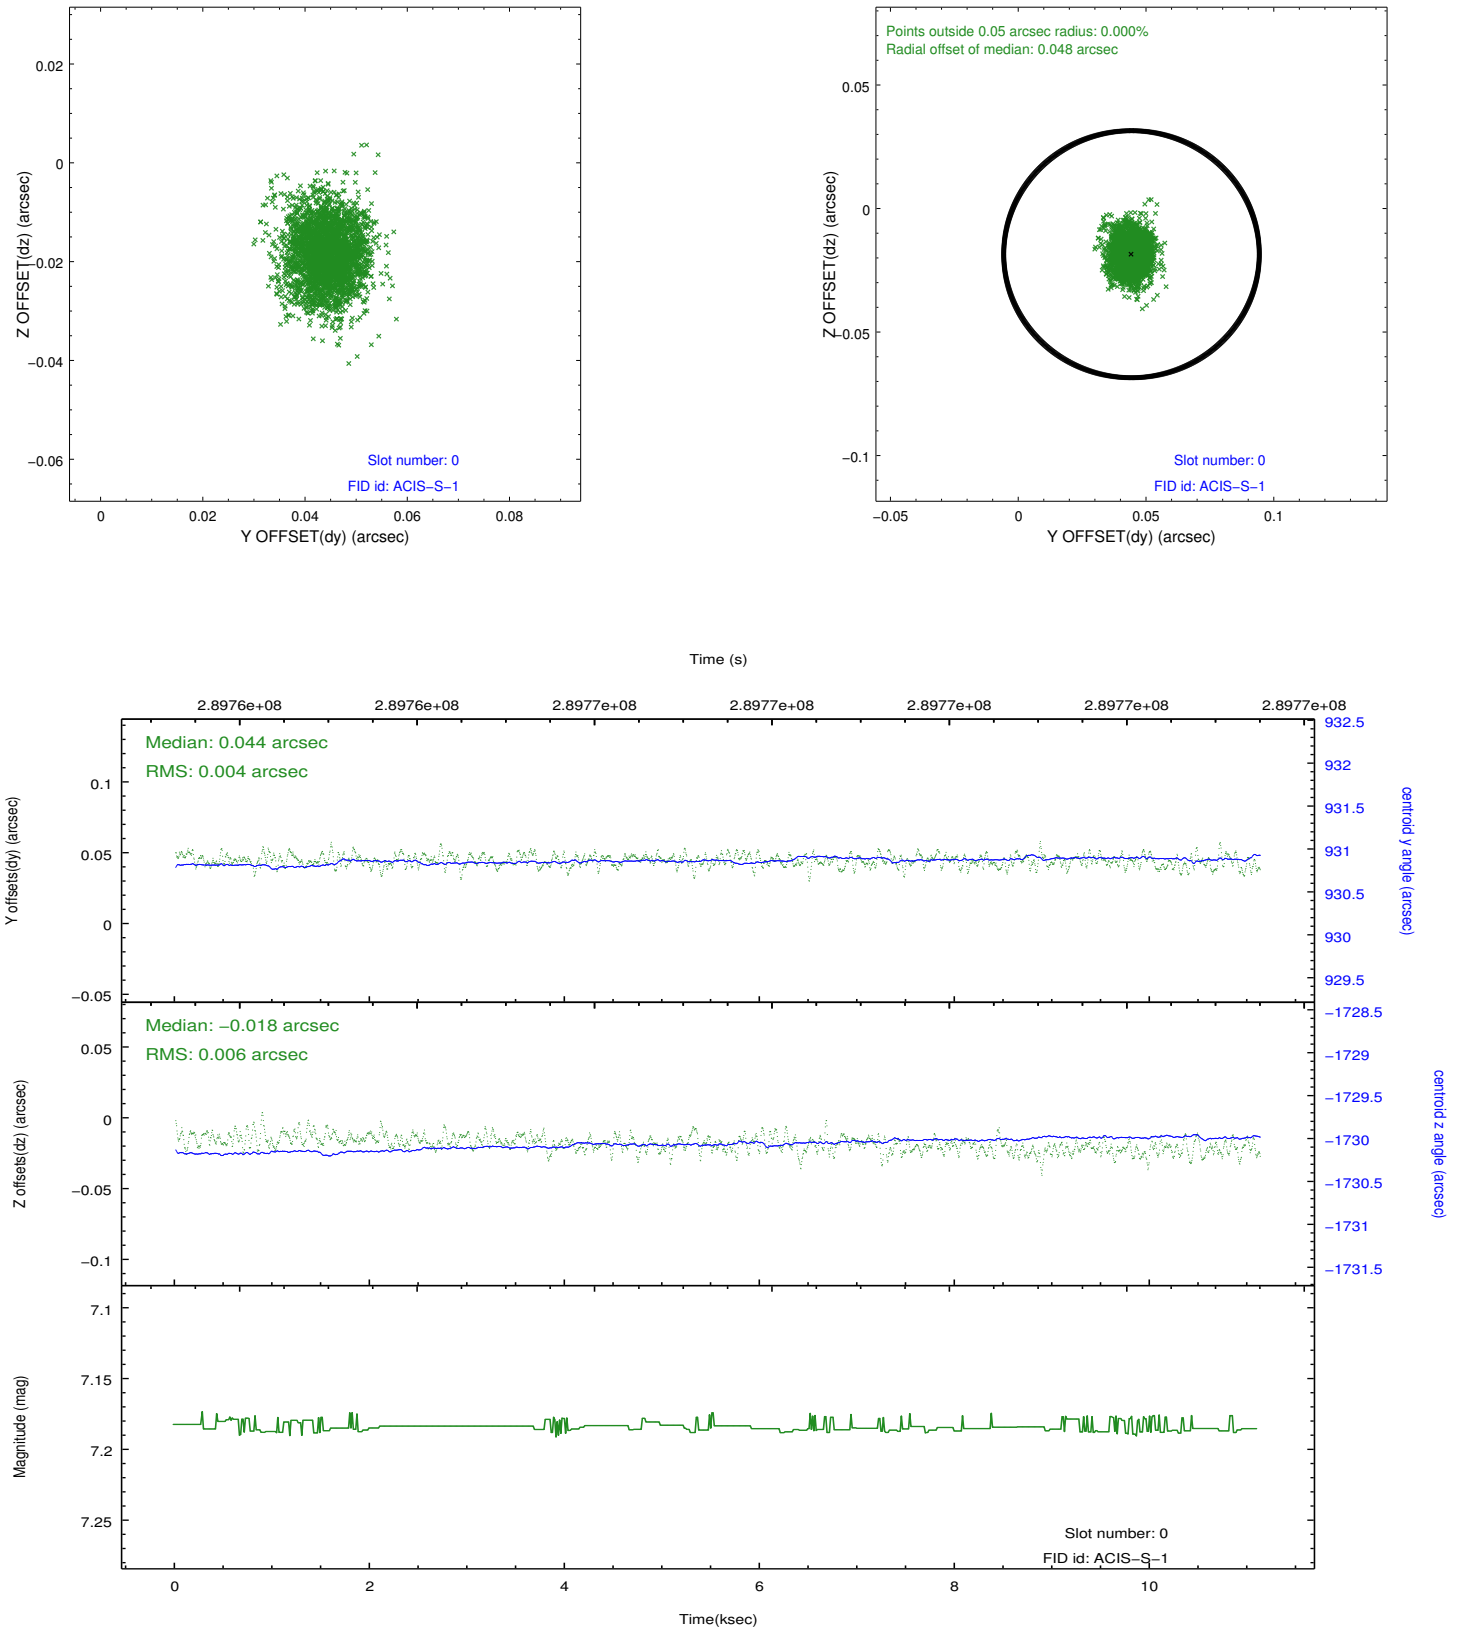 0.02
0
−0.02
−0.04
−0.06
Z OFFSET(dz) (arcsec)
Slot number: 0
FID id: ACIS−S−1
0
0.02
0.04
0.06
0.08
Y OFFSET(dy) (arcsec)
Points outside 0.05 arcsec radius: 0.000%
Radial offset of median: 0.048 arcsec
0.05
0
−0.05
−0.1
Z OFFSET(dz) (arcsec)
Slot number: 0
FID id: ACIS−S−1
−0.05
0
0.05
0.1
Y OFFSET(dy) (arcsec)
Time (s)
2.8976e+08
2.8976e+08
2.8977e+08
2.8977e+08
2.8977e+08
2.8977e+08
2.8977e+08
Median: 0.044 arcsec
RMS: 0.004 arcsec
0.1
0.05
0
−0.05
Y offsets(dy) (arcsec)
932.5
932
931.5
931
930.5
930
929.5
centroid y angle (arcsec)
Median: −0.018 arcsec
RMS: 0.006 arcsec
0.05
0
−0.05
−0.1
Z offsets(dz) (arcsec)
−1728.5
−1729
−1729.5
−1730
−1730.5
−1731
−1731.5
centroid z angle (arcsec)
7.1
7.15
7.2
7.25
Magnitude (mag)
Slot number: 0
FID id: ACIS−S−1
0
2
4
6
8
10
Time(ksec)